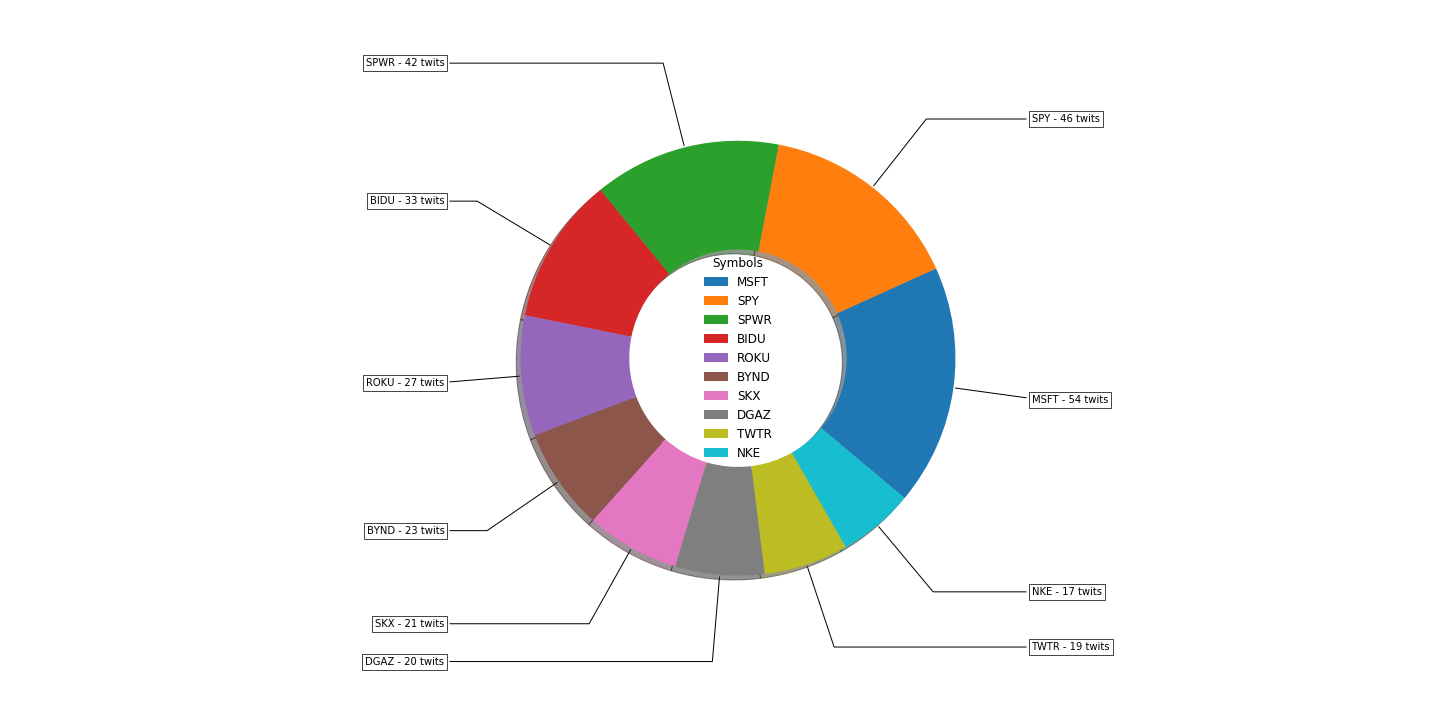 SPWR - 42 twits
SPY - 46 twits
BIDU - 33 twits
Symbols
MSFT
SPY
SPWR
BIDU
ROKU
BYND
SKX
DGAZ
TWTR
NKE
ROKU - 27 twits
MSFT - 54 twits
BYND - 23 twits
NKE - 17 twits
SKX - 21 twits
TWTR - 19 twits
DGAZ - 20 twits